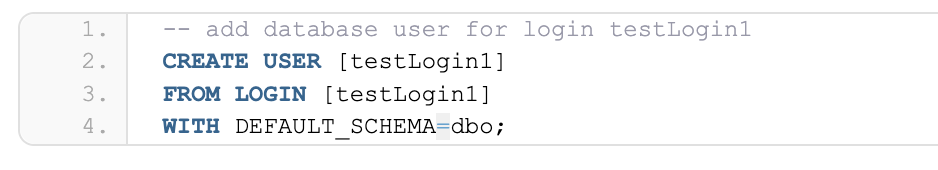 1. -- add database user for login testLogin1
2. CREATE USER [testLogin1]
3. FROM LOGIN [testLogin1]
4. WITH DEFAULT_SCHEMA=dbo;